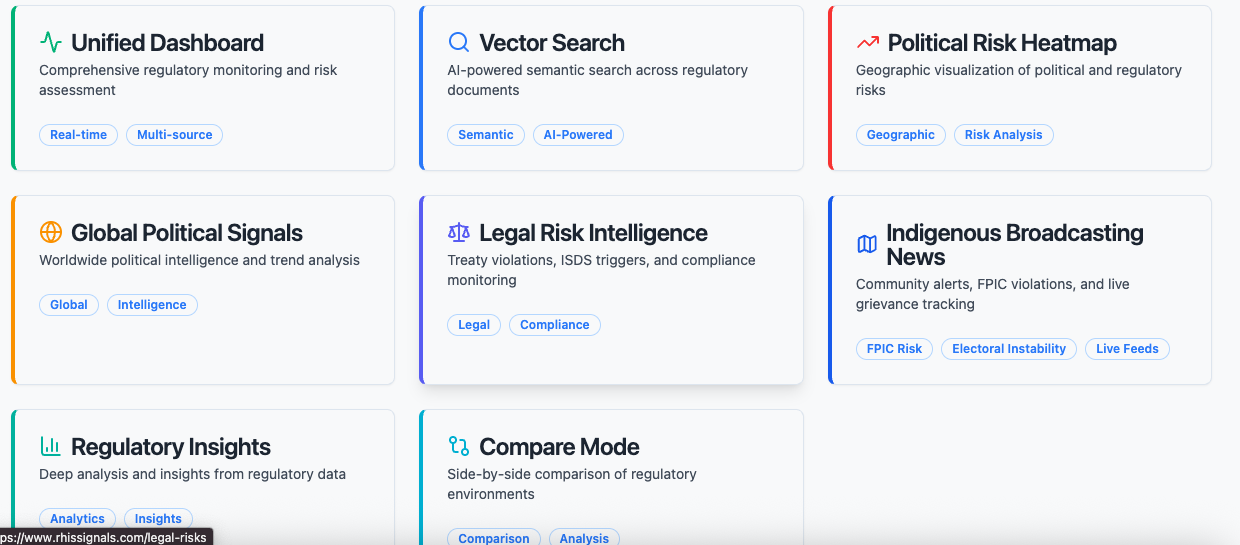 Unified Dashboard
Comprehensive regulatory monitoring and risk
assessment
Real-time
Multi-source
Vector Search
AI-powered semantic search across regulatory
documents
Semantic
AI-Powered
Political Risk Heatmap
Geographic visualization of political and regulatory
risks
Geographic
Risk Analysis
Global Political Signals
Worldwide political intelligence and trend analysis
Global
Intelligence
Legal Risk Intelligence
Treaty violations, ISDS triggers, and compliance
monitoring
Legal
Compliance
Indigenous Broadcasting
News
Community alerts, FPIC violations, and live
grievance tracking
FPIC Risk
Electoral Instability
Live Feeds
Regulatory Insights
Deep analysis and insights from regulatory data
Analytics
Insights
Compare Mode
Side-by-side comparison of regulatory
environments
Comparison
Analysis
ps://www.rhissignals.com/legal-risks